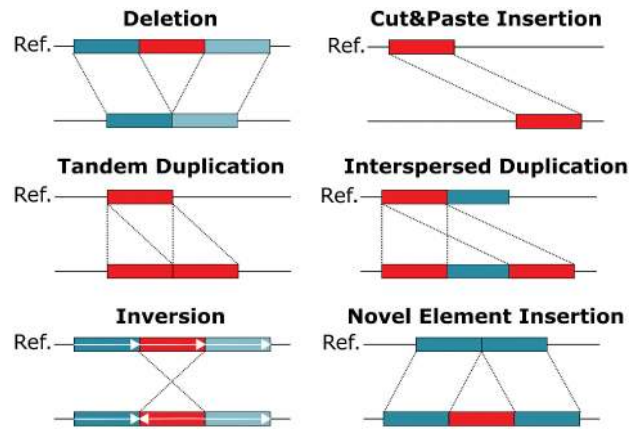 Deletion
Cut&Paste Insertion
Ref.
Ref.
Tandem Duplication
Interspersed Duplication
Ref.
Ref.
Inversion
Novel Element Insertion
Ref.
Ref.